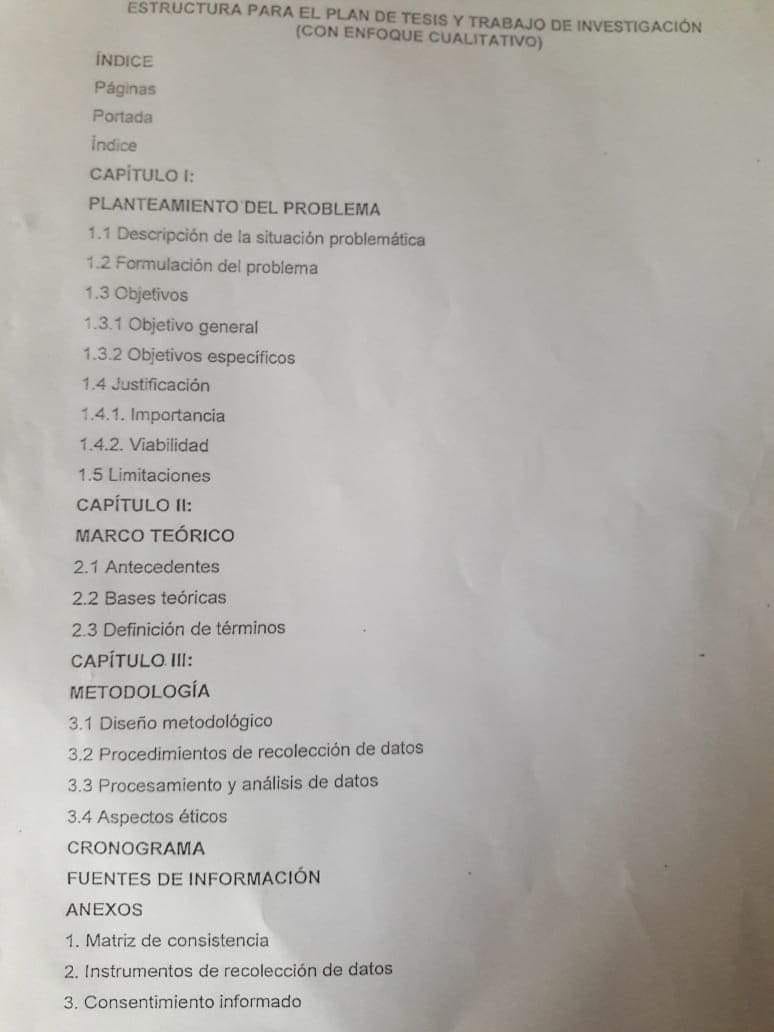 ESTRUCTURA PARA EL PLAN DE TESIS Y TRABAJO DE INVESTIGACIÓN
(CON ENFOQUE CUALITATIVO)
ÍNDICE
Páginas
Portada
Índice
CAPÍTULO I:
PLANTEAMIENTO DEL PROBLEMA
1.1 Descripción de la situación problemática
1.2 Formulación del problema
1.3 Objetivos
1.3.1 Objetivo general
1.3.2 Objetivos específicos
1.4 Justificación
1.4.1. Importancia
1.4.2. Viabilidad
1.5 Limitaciones
CAPÍTULO II:
MARCO TEÓRICO
2.1 Antecedentes
2.2 Bases teóricas
2.3 Definición de términos
CAPÍTULO III:
METODOLOGÍA
3.1 Diseño metodológico
3.2 Procedimientos de recolección de datos
3.3 Procesamiento y análisis de datos
3.4 Aspectos éticos
CRONOGRAMA
FUENTES DE INFORMACIÓN
ANEXOS
1. Matriz de consistencia
2. Instrumentos de recolección de datos
3. Consentimiento informado